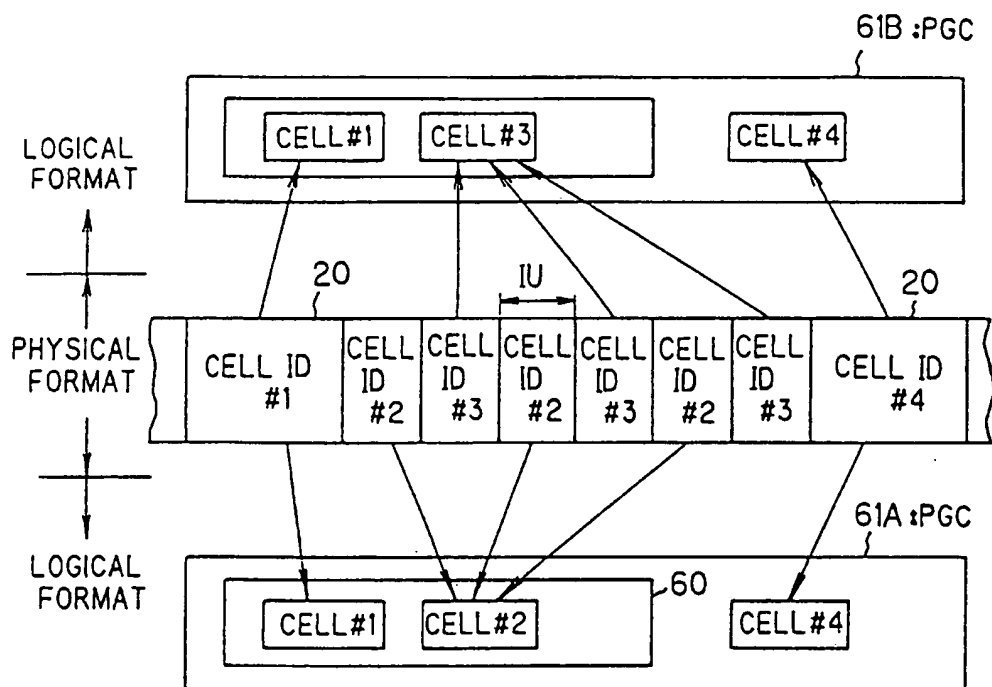 61B :PGC
CELL#1
CELL#3
CELL#4
LOGICAL
FORMAT
20
IU
20
PHYSICAL
FORMAT
CELL ID
#1
CELL
ID
#2
CELL
ID
#3
CELL
ID
#2
CELL
ID
#3
CELL
ID
#2
CELL
ID
#3
CELL ID
#4
61A :PGC
LOGICAL
FORMAT
60
CELL#1
CELL#2
CELL#4